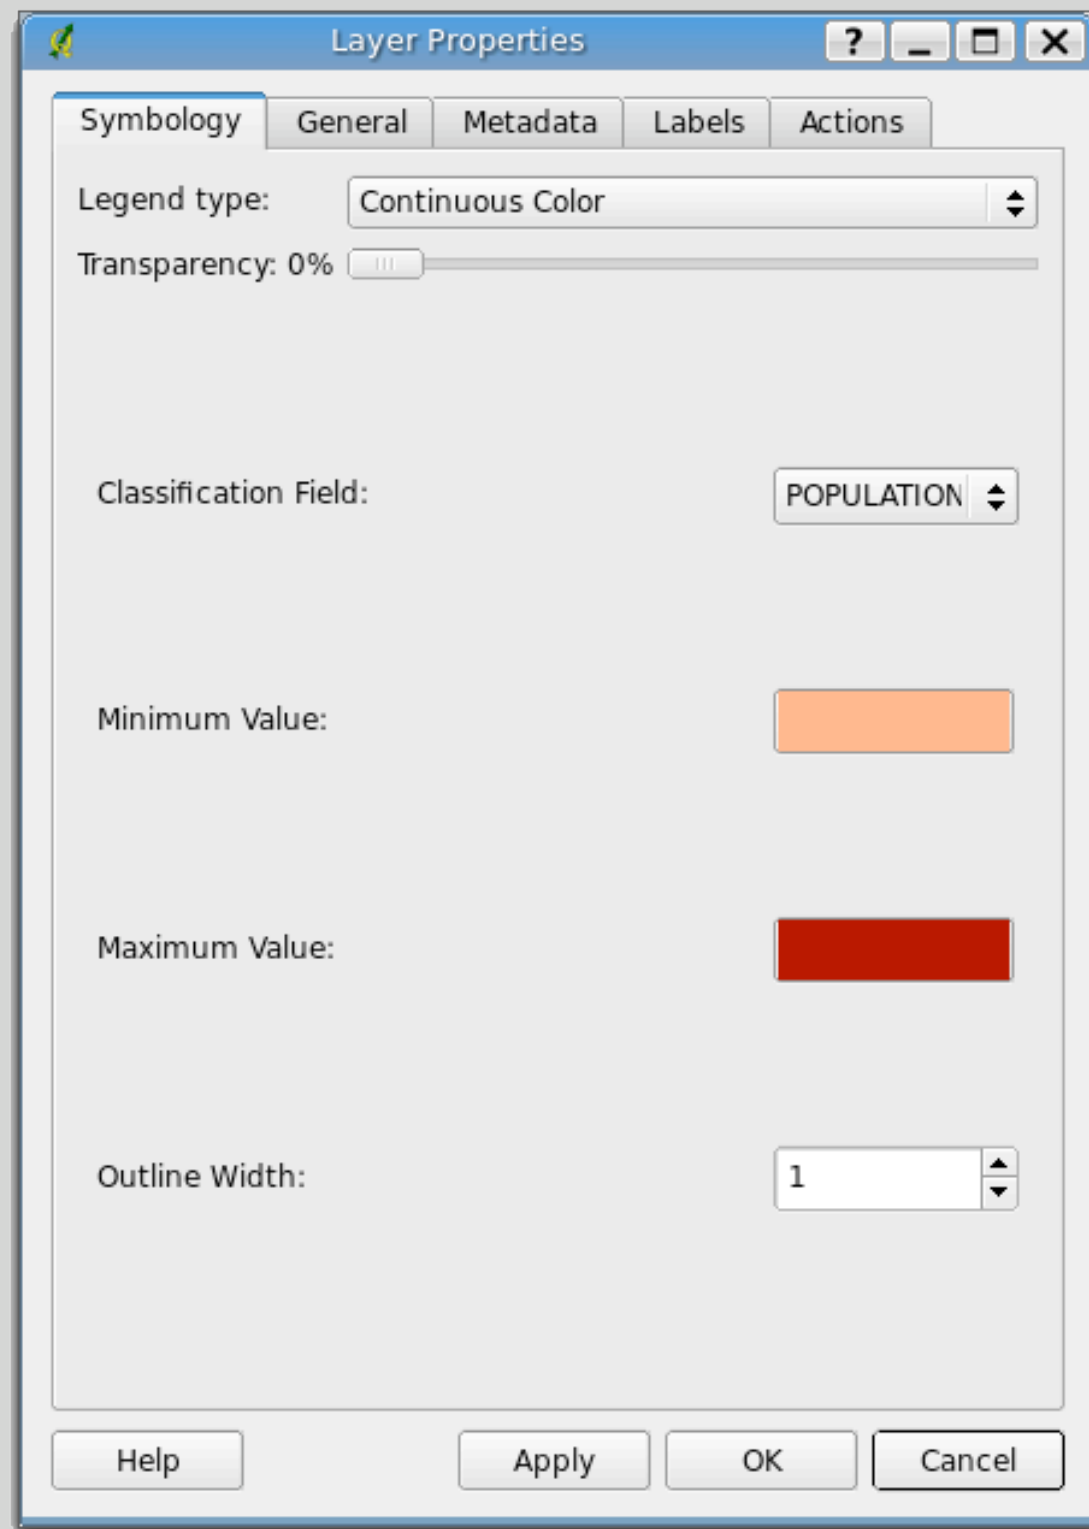 Layer Properties
Symbology General Metadata Labels Actions
Legend type: Continuous Color
Transparency: 0%
Classification Field: POPULATION
Minimum Value:
Maximum Value:
Outline Width: 1
Help Apply OK Cancel